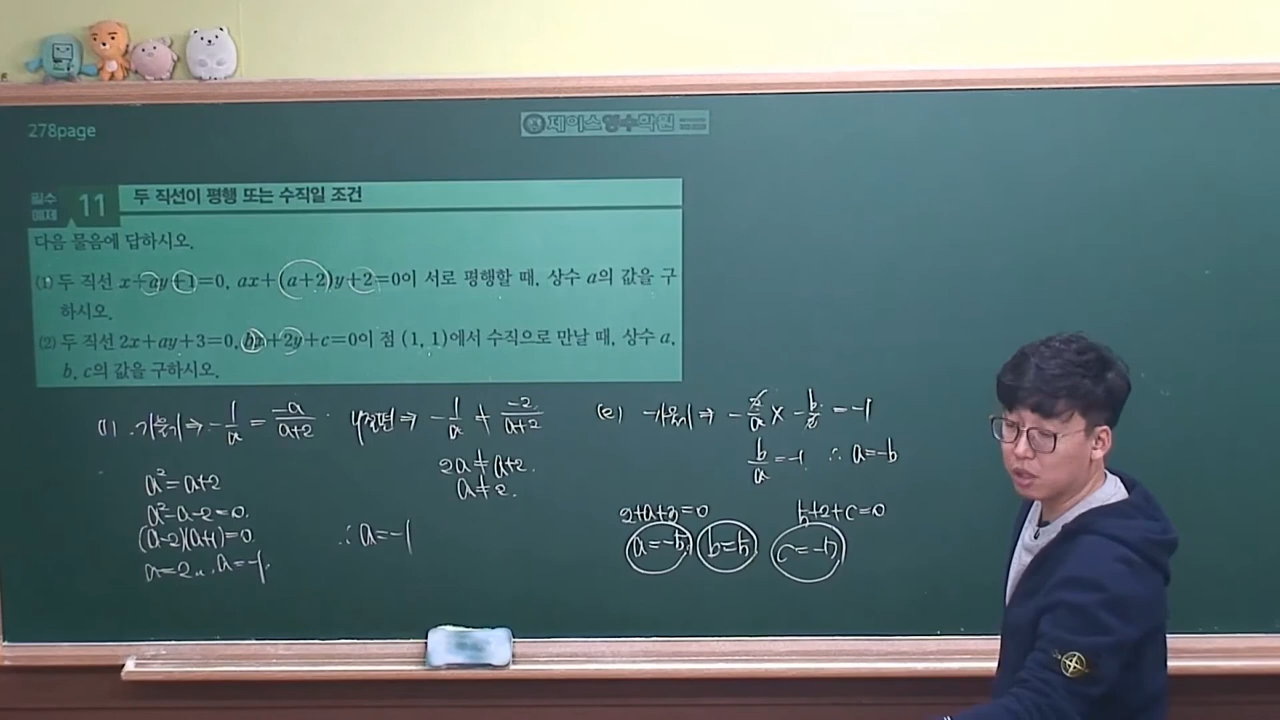 278page
제이스영수학원
필수 예제 11 두 직선이 평행 또는 수직일 조건
다음 물음에 답하시오.
(1) 두 직선 x+ay+1=0, ax+(a+2)y+2=0이 서로 평행할 때, 상수 a의 값을 구
하시오.
(2) 두 직선 2x+ay+3=0, bx+2y+c=0이 점 (1, 1)에서 수직으로 만날 때, 상수 a,
b, c의 값을 구하시오.
(1). 기울기 ⇒ -1/a = -a/a+2
a²=a+2
a²-a-2=0.
(a-2)(a+1)=0
a=2, a=-1.
y절편 ⇒ -1/a ≠ -2/a+2
2a≠a+2.
a≠2.
∴a=-1
(2) 기울기 ⇒ -2/a × -b/2 = -1
b/a=-1 ∴ a=-b
2+a+3=0
a=-5, b=5
b+2+c=0
c=-7